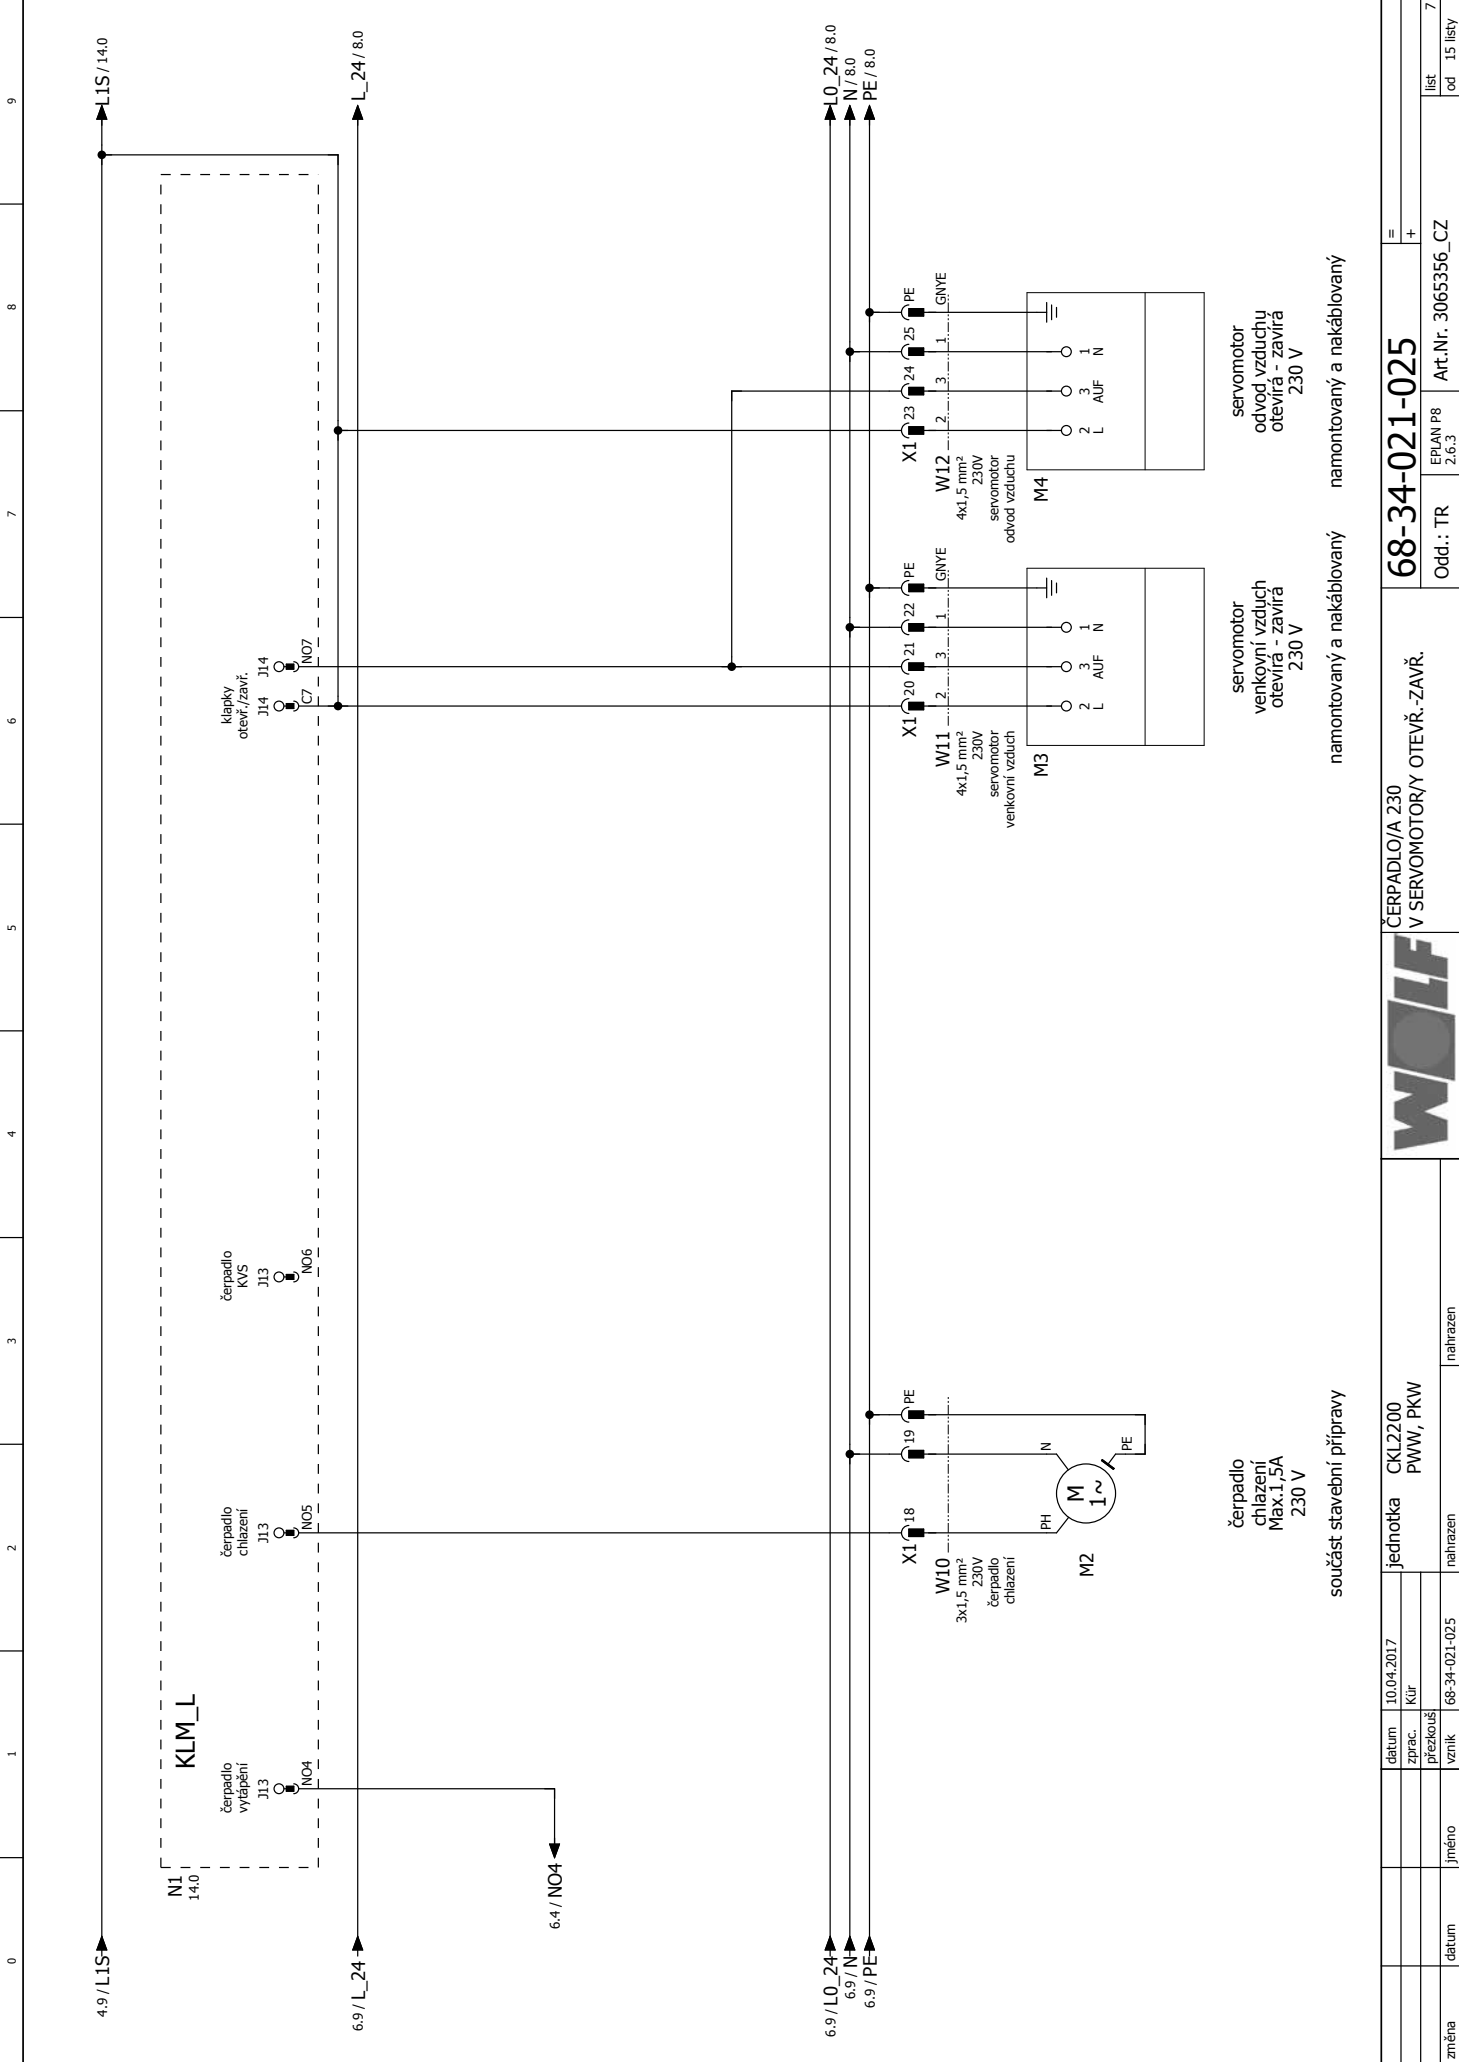 0
1
2
3
4
5
6
7
8
9
4.9 / L1S
L1S / 14.0
N1
14.0
KLM_L
čerpadlo
vytápění
J13
NO4
čerpadlo
chlazení
J13
NO5
čerpadlo
KVS
J13
NO6
klapky
otevř./zavř.
J14
C7
J14
NO7
6.9 / L_24
L_24 / 8.0
6.4 / NO4
6.9 / L0_24
L0_24 / 8.0
6.9 / N
N / 8.0
6.9 / PE
PE / 8.0
X1
18
19
PE
W10
3x1,5 mm²
230V
čerpadlo
chlazení
PH
N
M
1~
PE
M2
čerpadlo
chlazení
Max.1,5A
230 V
součást stavební přípravy
X1
20
21
22
PE
W11
2
3
1
GNYE
4x1,5 mm²
230V
servomotor
venkovní vzduch
M3
2
L
3
AUF
1
N
servomotor
venkovní vzduch
otevírá - zavírá
230 V
namontovaný a nakáblovaný
X1
23
24
25
PE
W12
2
3
1
GNYE
4x1,5 mm²
230V
servomotor
odvod vzduchu
M4
2
L
3
AUF
1
N
servomotor
odvod vzduchu
otevírá - zavírá
230 V
namontovaný a nakáblovaný
změna
datum
jméno
datum
10.04.2017
zprac.
Kür
přezkouš
vznik
68-34-021-025
jednotka
CKL2200
PWW, PKW
nahrazen
nahrazen
WOLF
ČERPADLO/A 230
V SERVOMOTOR/Y OTEVŘ.-ZAVŘ.
68-34-021-025
Odd.: TR
EPLAN P8
2.6.3
Art.Nr. 3065356_CZ
=
+
list
7
od
15 listy